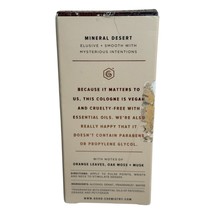 MINERAL DESERT
ELUSIVE + SMOOTH WITH
MYSTERIOUS INTENTIONS
G
BECAUSE IT MATTERS TO
US, THIS COLOGNE IS VEGAN
AND CRUELTY-FREE WITH
ESSENTIAL OILS. WE'RE
ALSO REALLY HAPPY THAT IT
DOESN'T CONTAIN PARABENS
OR PROPYLENE GLYCOL.
WITH NOTES OF
ORANGE LEAVES, OAK MOSS + MUSK